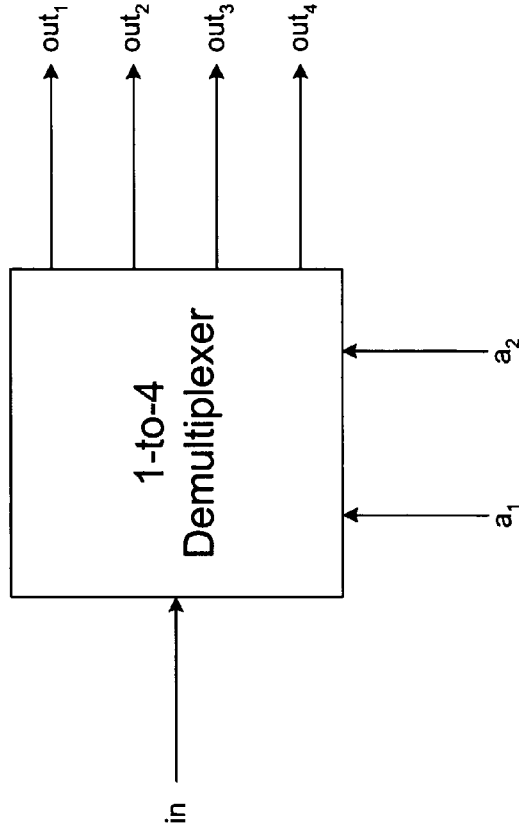 in
1-to-4
Demultiplexer
out₁
out₂
out₃
out₄
a₁
a₂